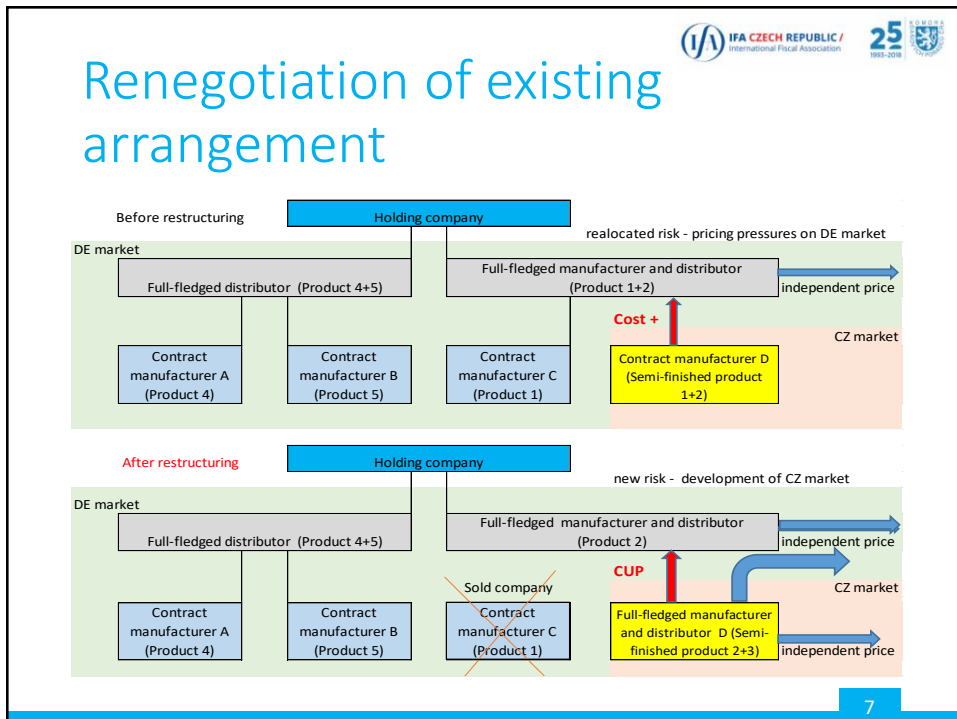 IFA CZECH REPUBLIC /
International Fiscal Association
25
1993-2018
Renegotiation of existing
arrangement
Before restructuring
Holding company
realocated risk - pricing pressures on DE market
DE market
Full-fledged distributor (Product 4+5)
Full-fledged manufacturer and distributor
(Product 1+2)
independent price
Cost +
CZ market
Contract
manufacturer A
(Product 4)
Contract
manufacturer B
(Product 5)
Contract
manufacturer C
(Product 1)
Contract manufacturer D
(Semi-finished product
1+2)
After restructuring
Holding company
new risk - development of CZ market
DE market
Full-fledged distributor (Product 4+5)
Full-fledged manufacturer and distributor
(Product 2)
independent price
CUP
Sold company
CZ market
Contract
manufacturer A
(Product 4)
Contract
manufacturer B
(Product 5)
Contract
manufacturer C
(Product 1)
Full-fledged manufacturer
and distributor D (Semi-
finished product 2+3)
independent price
7